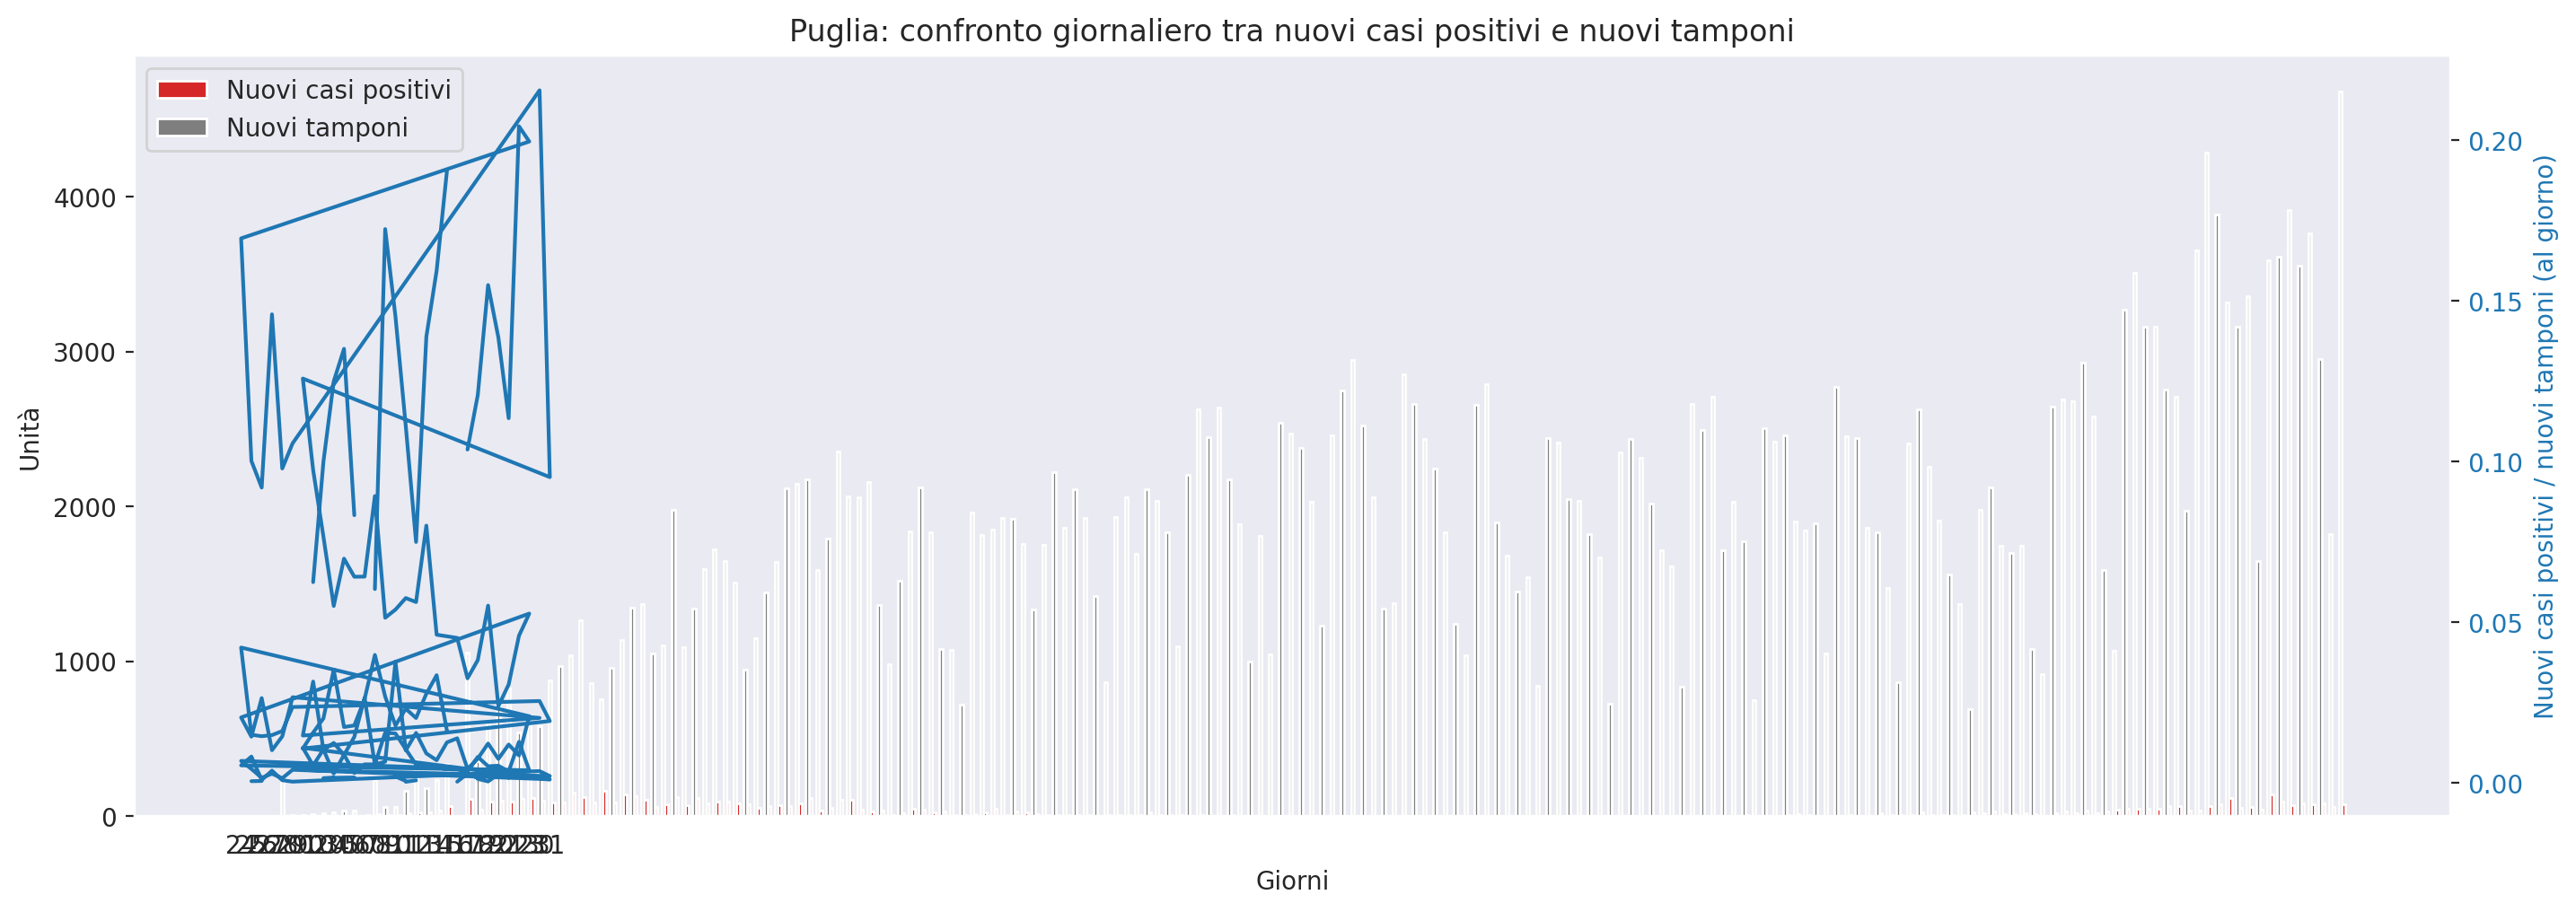 Puglia: confronto giornaliero tra nuovi casi positivi e nuovi tamponi
Nuovi casi positivi
Nuovi tamponi
4000
3000
2000
1000
0
Unità
0.20
0.15
0.10
0.05
0.00
Nuovi casi positivi / nuovi tamponi (al giorno)
Giorni